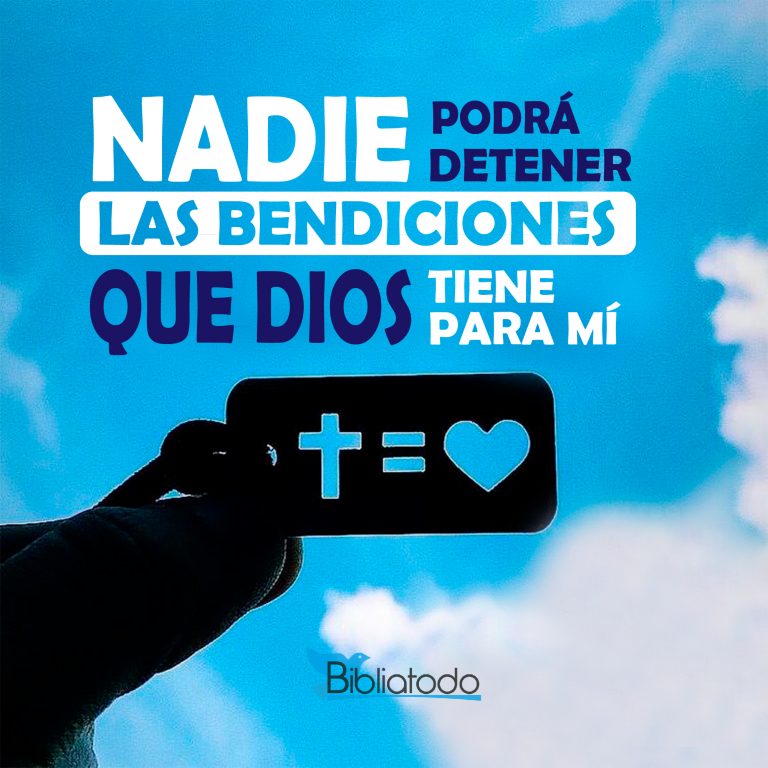 NADIE PODRÁ
DETENER
LAS BENDICIONES
QUE DIOS TIENE
PARA MÍ
Bibliatodo